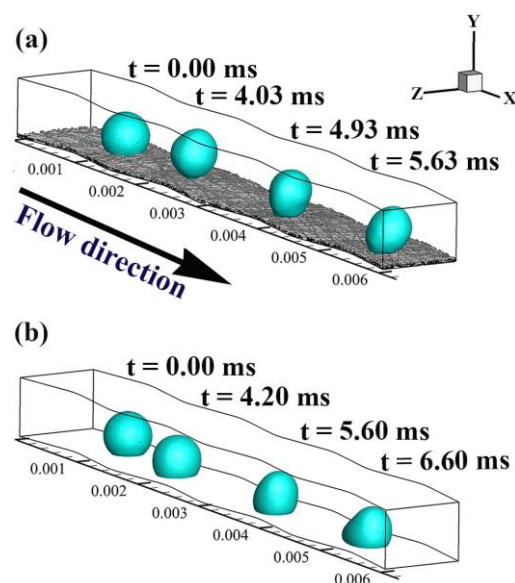 (a)
Y
Z
X
t = 0.00 ms
t = 4.03 ms
t = 4.93 ms
t = 5.63 ms
0.001
0.002
0.003
0.004
0.005
0.006
Flow direction
(b)
t = 0.00 ms
t = 4.20 ms
t = 5.60 ms
t = 6.60 ms
0.001
0.002
0.003
0.004
0.005
0.006